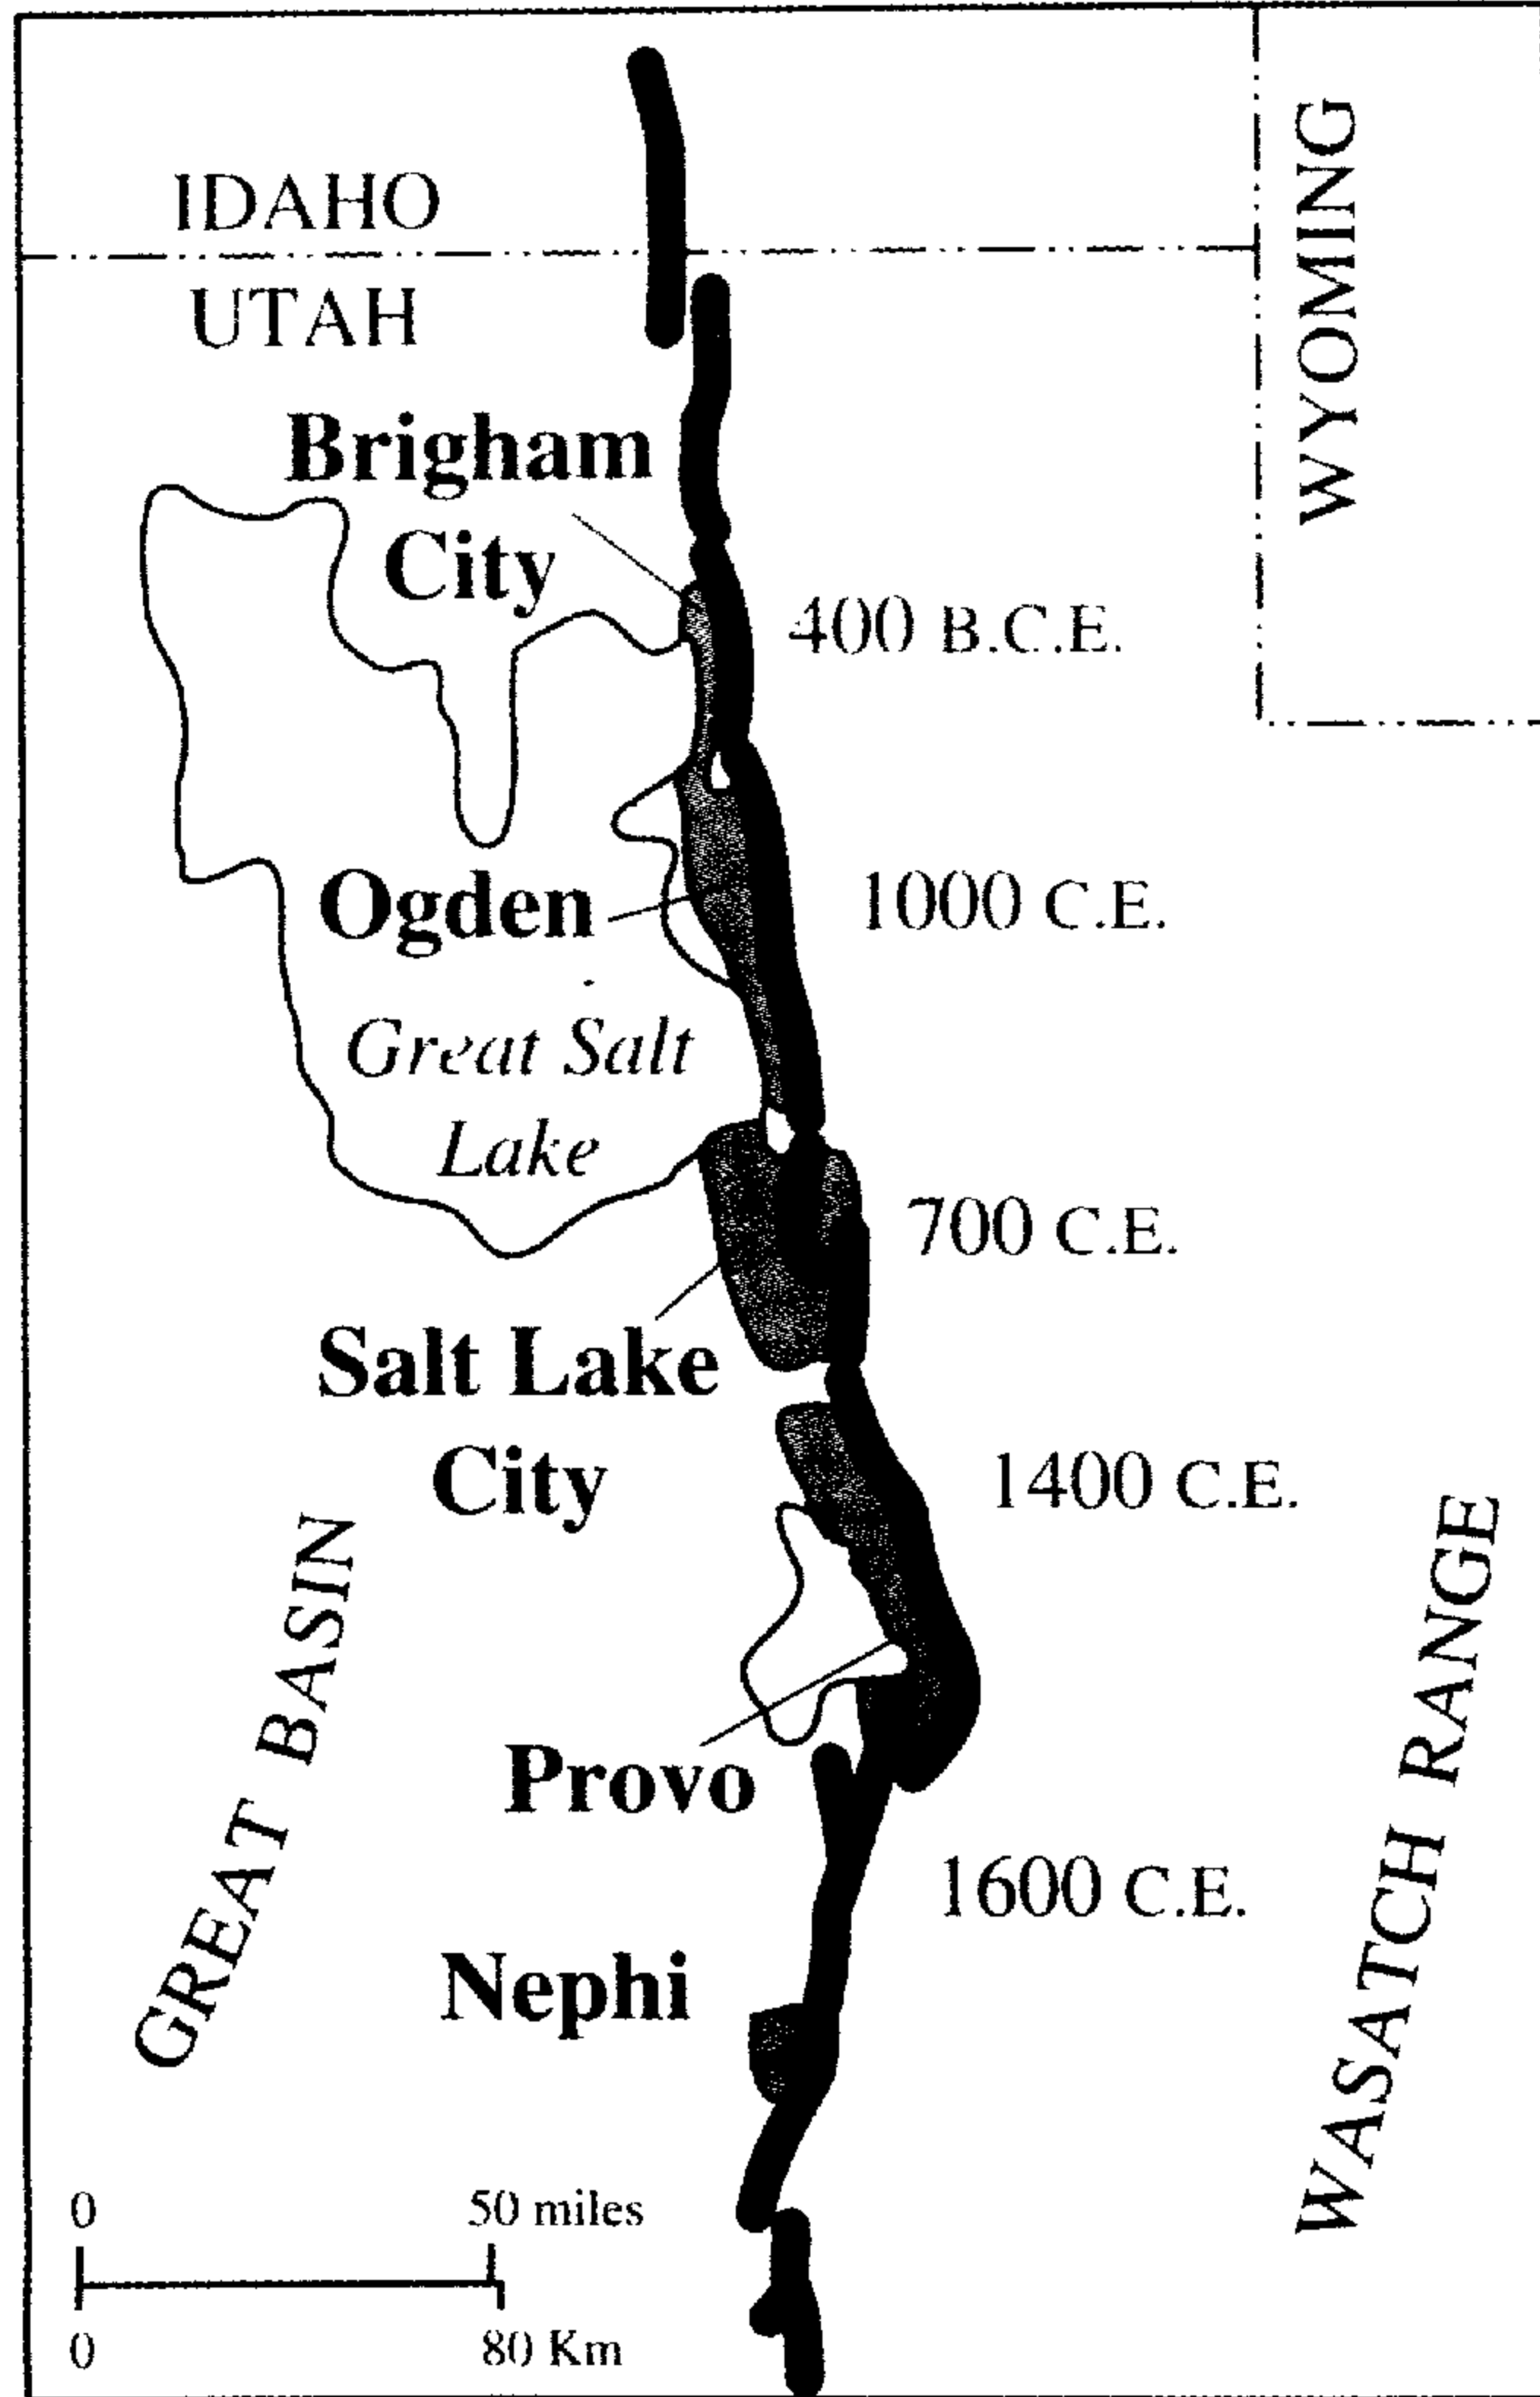 IDAHO
WYOMING
UTAH
Brigham
City
400 B.C.E.
Ogden
1000 C.E.
Great Salt
Lake
700 C.E.
Salt Lake
City
1400 C.E.
GREAT BASIN
WASATCH RANGE
Provo
1600 C.E.
Nephi
0
50 miles
0
80 Km